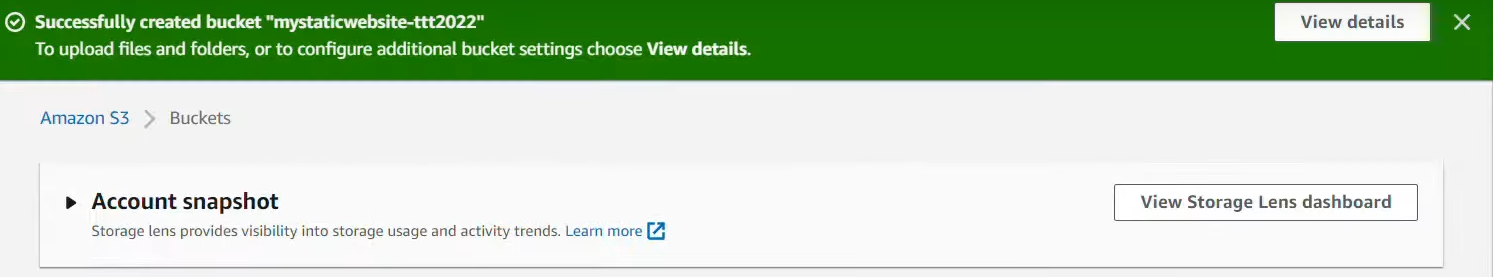 Successfully created bucket "mystaticwebsite-ttt2022"
View details
To upload files and folders, or to configure additional bucket settings choose View details.
Amazon S3 > Buckets
Account snapshot
View Storage Lens dashboard
Storage lens provides visibility into storage usage and activity trends. Learn more